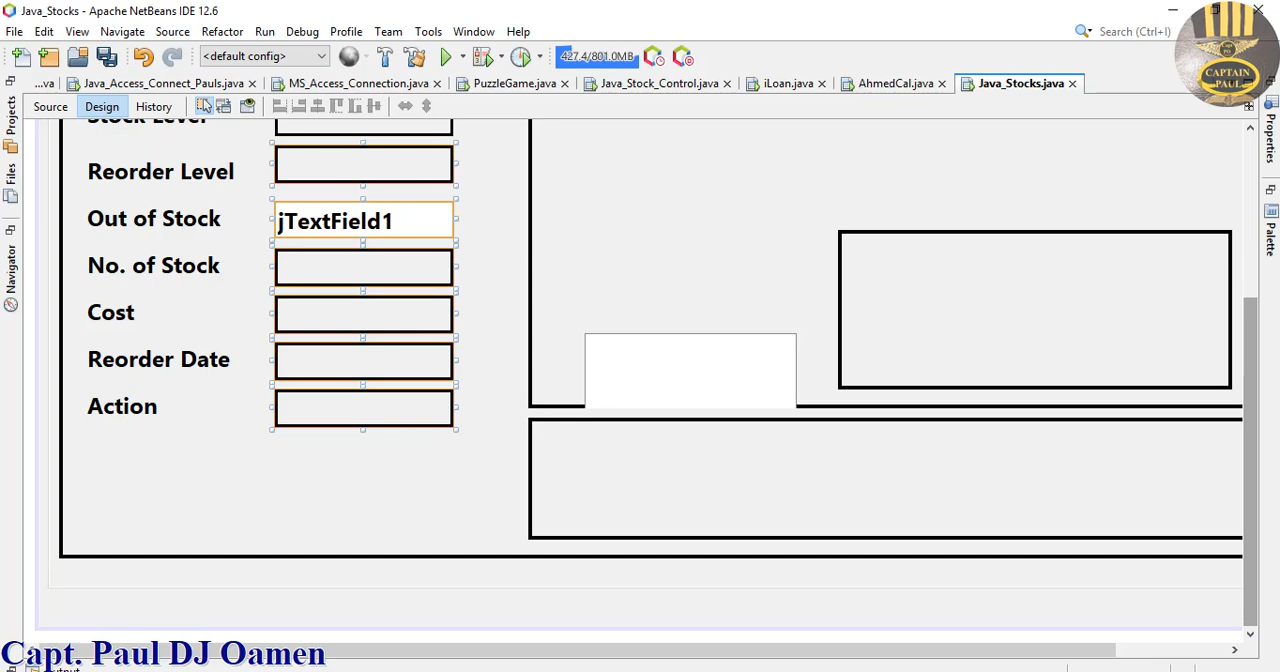 Java_Stocks - Apache NetBeans IDE 12.6
File Edit View Navigate Source Refactor Run Debug Profile Team Tools Window Help
Search (Ctrl+I)
<default config>
427.4/801.0MB
CAPTAIN
PAUL
...va
Java_Access_Connect_Pauls.java
MS_Access_Connection.java
PuzzleGame.java
Java_Stock_Control.java
iLoan.java
AhmedCal.java
Java_Stocks.java
Source Design History
Projects
Files
Navigator
Properties
Palette
Stock Level
Reorder Level
Out of Stock
jTextField1
No. of Stock
Cost
Reorder Date
Action
Capt. Paul DJ Oamen